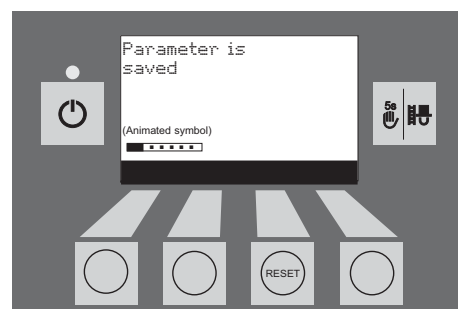 Parameter is
saved
(Animated symbol)
5s
RESET